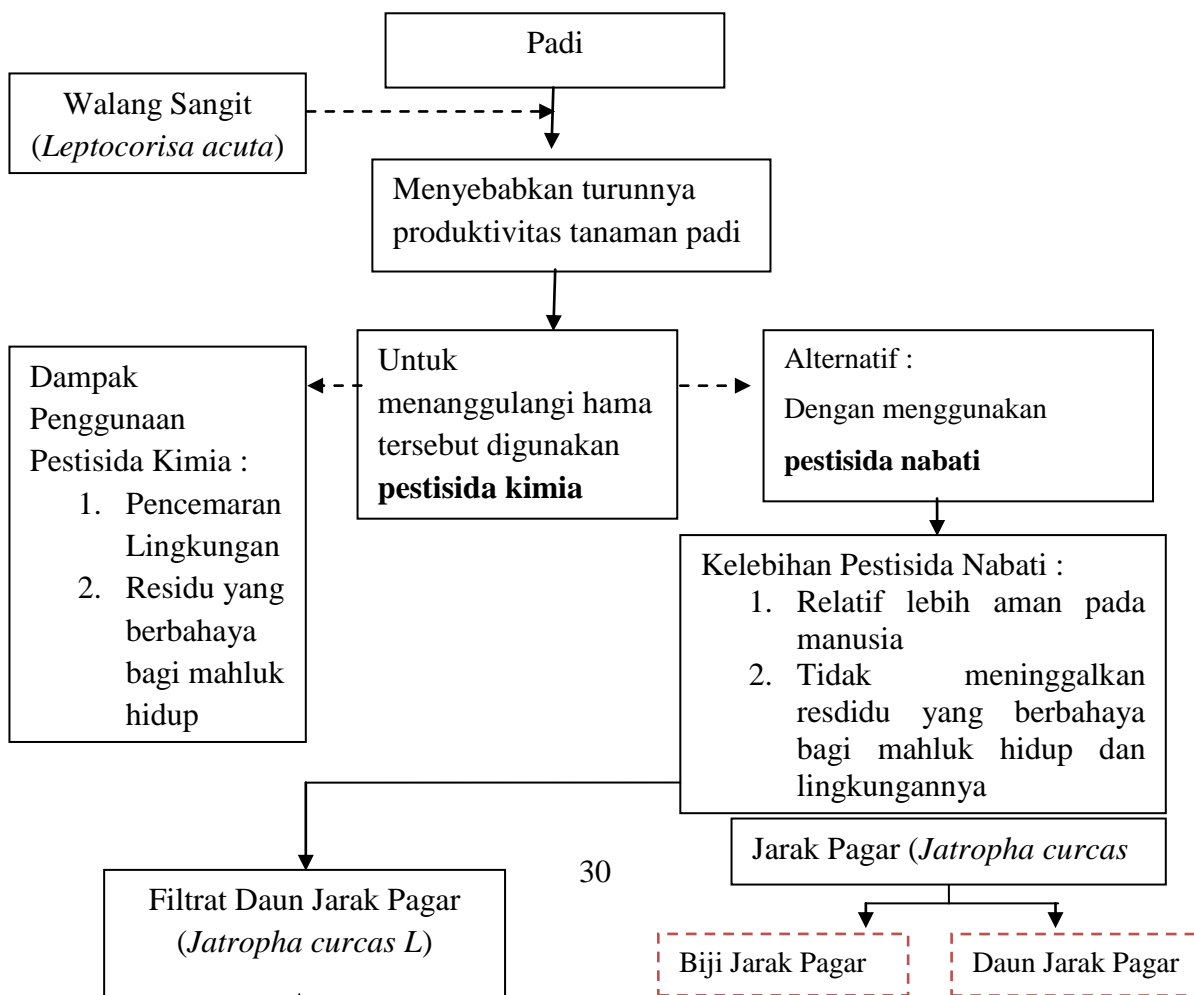 Padi
Walang Sangit
(Leptocorisa acuta)
Menyebabkan turunnya
produktivitas tanaman padi
Dampak
Penggunaan
Pestisida Kimia :
1. Pencemaran
Lingkungan
2. Residu yang
berbahaya
bagi mahluk
hidup
Untuk
menanggulangi hama
tersebut digunakan
pestisida kimia
Alternatif :
Dengan menggunakan
pestisida nabati
Kelebihan Pestisida Nabati :
1. Relatif lebih aman pada
manusia
2. Tidak meninggalkan
resdidu yang berbahaya
bagi mahluk hidup dan
lingkungannya
Jarak Pagar (Jatropha curcas
30
Filtrat Daun Jarak Pagar
(Jatropha curcas L)
Biji Jarak Pagar
Daun Jarak Pagar